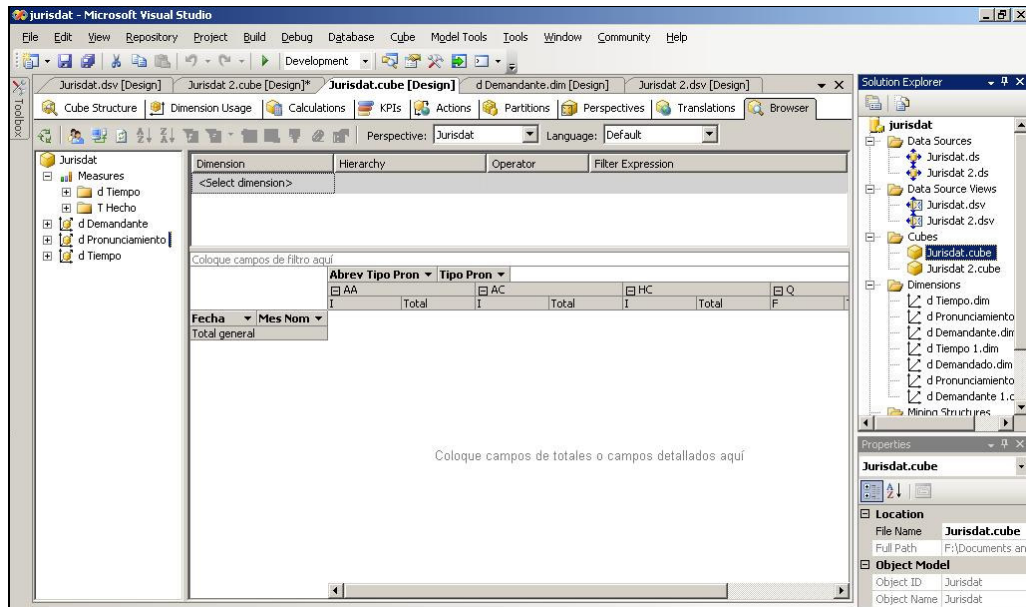 jurisdat - Microsoft Visual Studio
File Edit View Repository Project Build Debug Database Cube Model Tools Tools Window Community Help
Development
Toolbox
Jurisdat.dsv [Design] Jurisdat 2.cube [Design]* Jurisdat.cube [Design] d Demandante.dim [Design] Jurisdat 2.dsv [Design]
Cube Structure Dimension Usage Calculations KPIs Actions Partitions Perspectives Translations Browser
Perspective: Jurisdat Language: Default
Jurisdat
Measures
d Tiempo
T Hecho
d Demandante
d Pronunciamiento
d Tiempo
Dimension Hierarchy Operator Filter Expression
<Select dimension>
Coloque campos de filtro aquí
Abrev Tipo Pron Tipo Pron
AA AC HC Q
I Total I Total I Total F
Fecha Mes Nom
Total general
Coloque campos de totales o campos detallados aquí
Solution Explorer
jurisdat
Data Sources
Jurisdat.ds
Jurisdat 2.ds
Data Source Views
Jurisdat.dsv
Jurisdat 2.dsv
Cubes
Jurisdat.cube
Jurisdat 2.cube
Dimensions
d Tiempo.dim
d Pronunciamiento
d Demandante.dim
d Tiempo 1.dim
d Demandado.dim
d Pronunciamiento
d Demandante 1.d
Mining Structures
Properties
Jurisdat.cube
Location
File Name Jurisdat.cube
Full Path F:\Documents an
Object Model
Object ID Jurisdat
Object Name Jurisdat